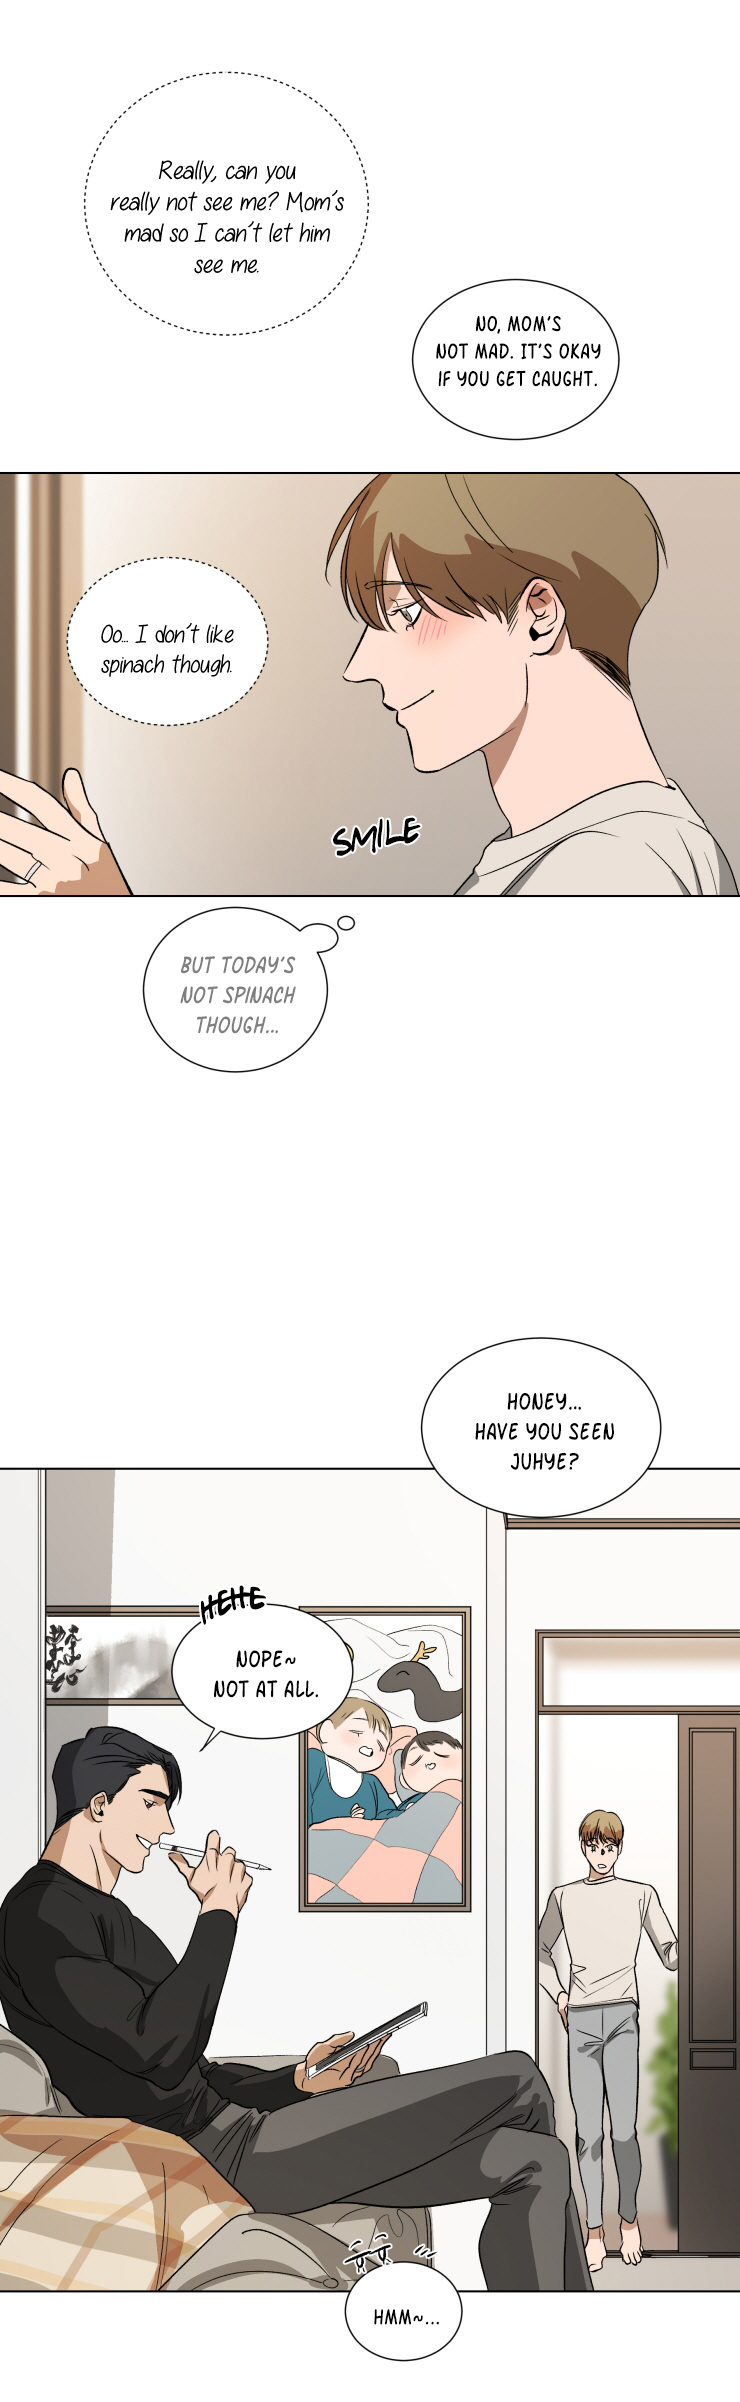 Really, can you
really not see me? Mom's
mad so I can't let him
see me.
NO, MOM'S
NOT MAD. IT'S OKAY
IF YOU GET CAUGHT.
Oo... I don't like
spinach though.
SMILE
BUT TODAY'S
NOT SPINACH
THOUGH...
HONEY...
HAVE YOU SEEN
JUHYE?
HEHE
NOPE~
NOT AT ALL.
HMM~...